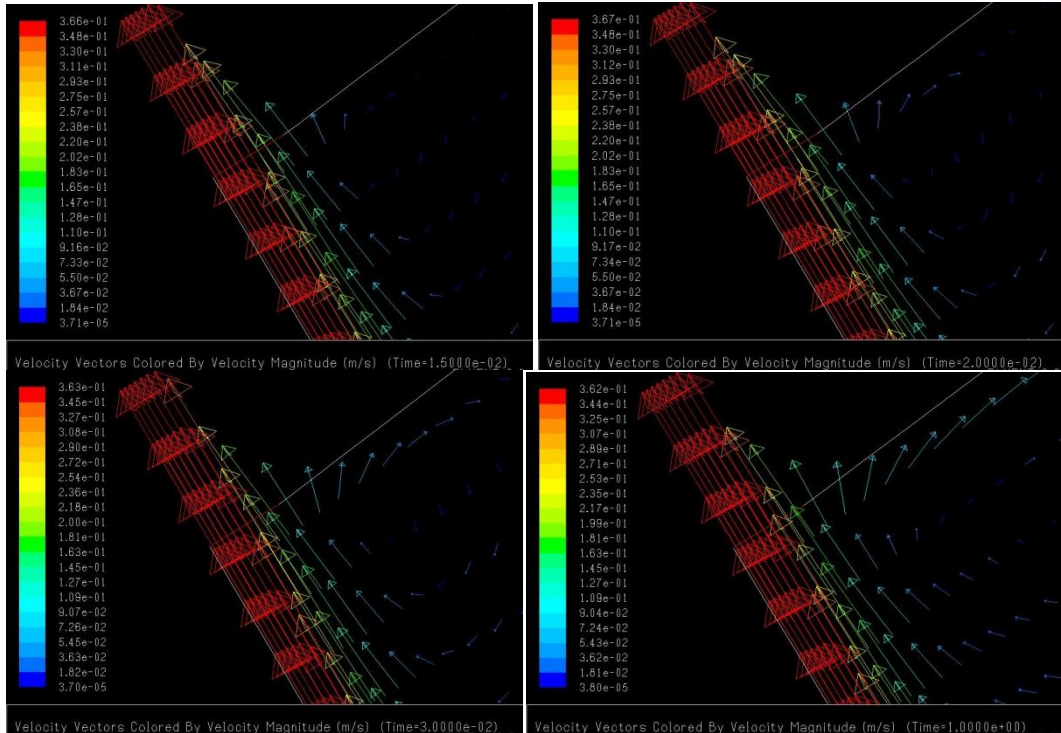 3.66e-01
3.48e-01
3.30e-01
3.11e-01
2.93e-01
2.75e-01
2.57e-01
2.38e-01
2.20e-01
2.02e-01
1.83e-01
1.65e-01
1.47e-01
1.28e-01
1.10e-01
9.16e-02
7.33e-02
5.50e-02
3.67e-02
1.84e-02
3.71e-05
Velocity Vectors Colored By Velocity Magnitude (m/s) (Time=1.5000e-02)
3.67e-01
3.48e-01
3.30e-01
3.11e-01
2.93e-01
2.75e-01
2.57e-01
2.38e-01
2.20e-01
2.02e-01
1.83e-01
1.65e-01
1.47e-01
1.28e-01
1.10e-01
9.17e-02
7.34e-02
5.50e-02
3.67e-02
1.84e-02
3.71e-05
Velocity Vectors Colored By Velocity Magnitude (m/s) (Time=2.0000e-02)
3.63e-01
3.45e-01
3.27e-01
3.08e-01
2.90e-01
2.72e-01
2.54e-01
2.36e-01
2.18e-01
2.00e-01
1.81e-01
1.63e-01
1.45e-01
1.27e-01
1.09e-01
9.07e-02
7.26e-02
5.45e-02
3.63e-02
1.82e-02
3.70e-05
Velocity Vectors Colored By Velocity Magnitude (m/s) (Time=3.0000e-02)
3.62e-01
3.44e-01
3.25e-01
3.07e-01
2.89e-01
2.71e-01
2.53e-01
2.35e-01
2.17e-01
1.99e-01
1.81e-01
1.63e-01
1.45e-01
1.27e-01
1.09e-01
9.04e-02
7.24e-02
5.43e-02
3.62e-02
1.81e-02
3.80e-05
Velocity Vectors Colored By Velocity Magnitude (m/s) (Time=1.0000e+00)